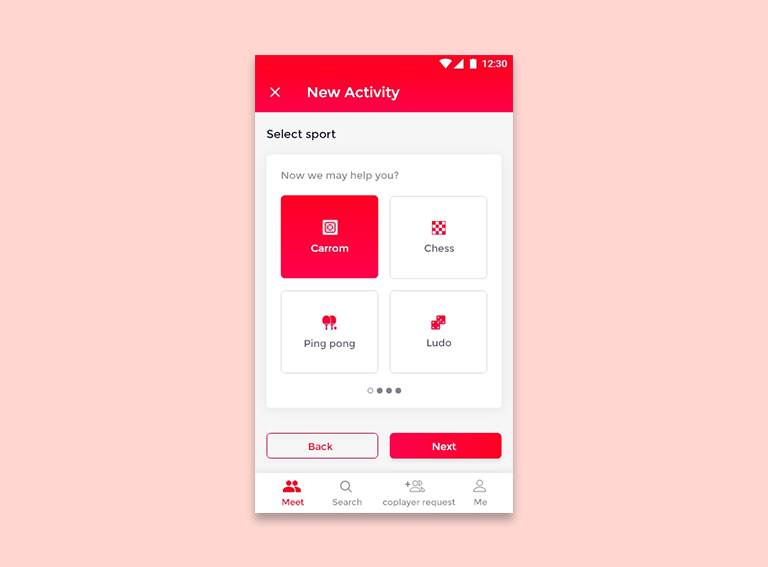 12:30
New Activity
Select sport
Now we may help you?
Carrom
Chess
Ping pong
Ludo
Back
Next
Meet
Search
coplayer request
Me